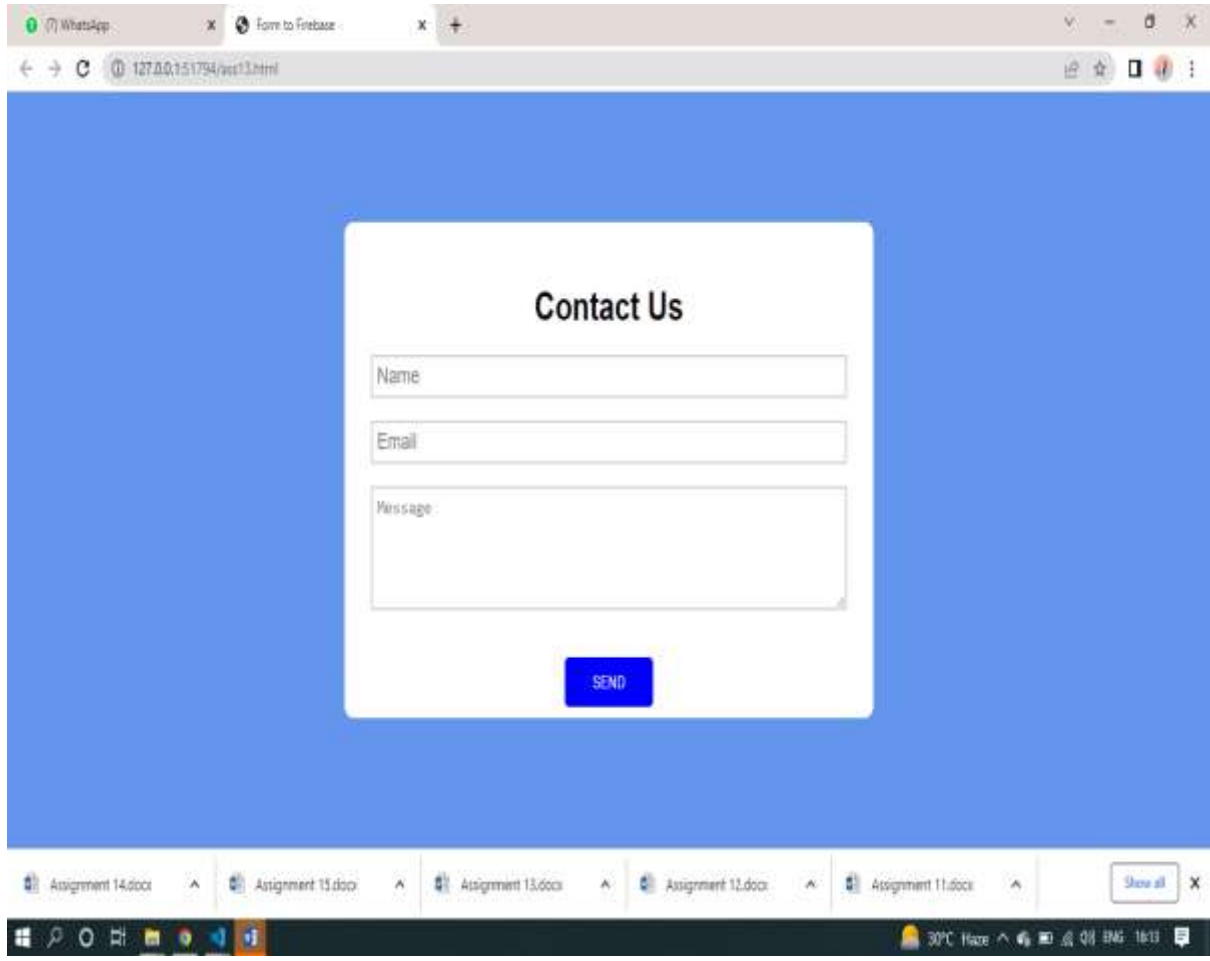 (7) WhatsApp
Form to Firebase
127.0.0.1:51794/ass13.html
Contact Us
Name
Email
Message
SEND
Assignment 14.docx
Assignment 15.docx
Assignment 13.docx
Assignment 12.docx
Assignment 11.docx
Show all
30°C Haze
ENG
16:13